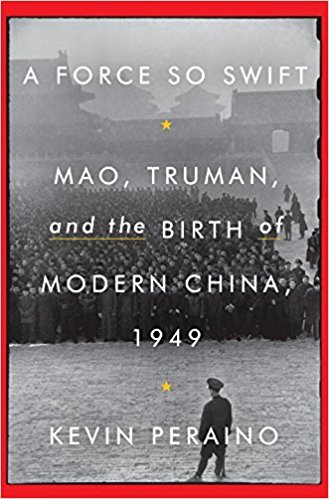 A FORCE SO SWIFT
MAO, TRUMAN,
and the BIRTH of
MODERN CHINA,
1949
KEVIN PERAINO